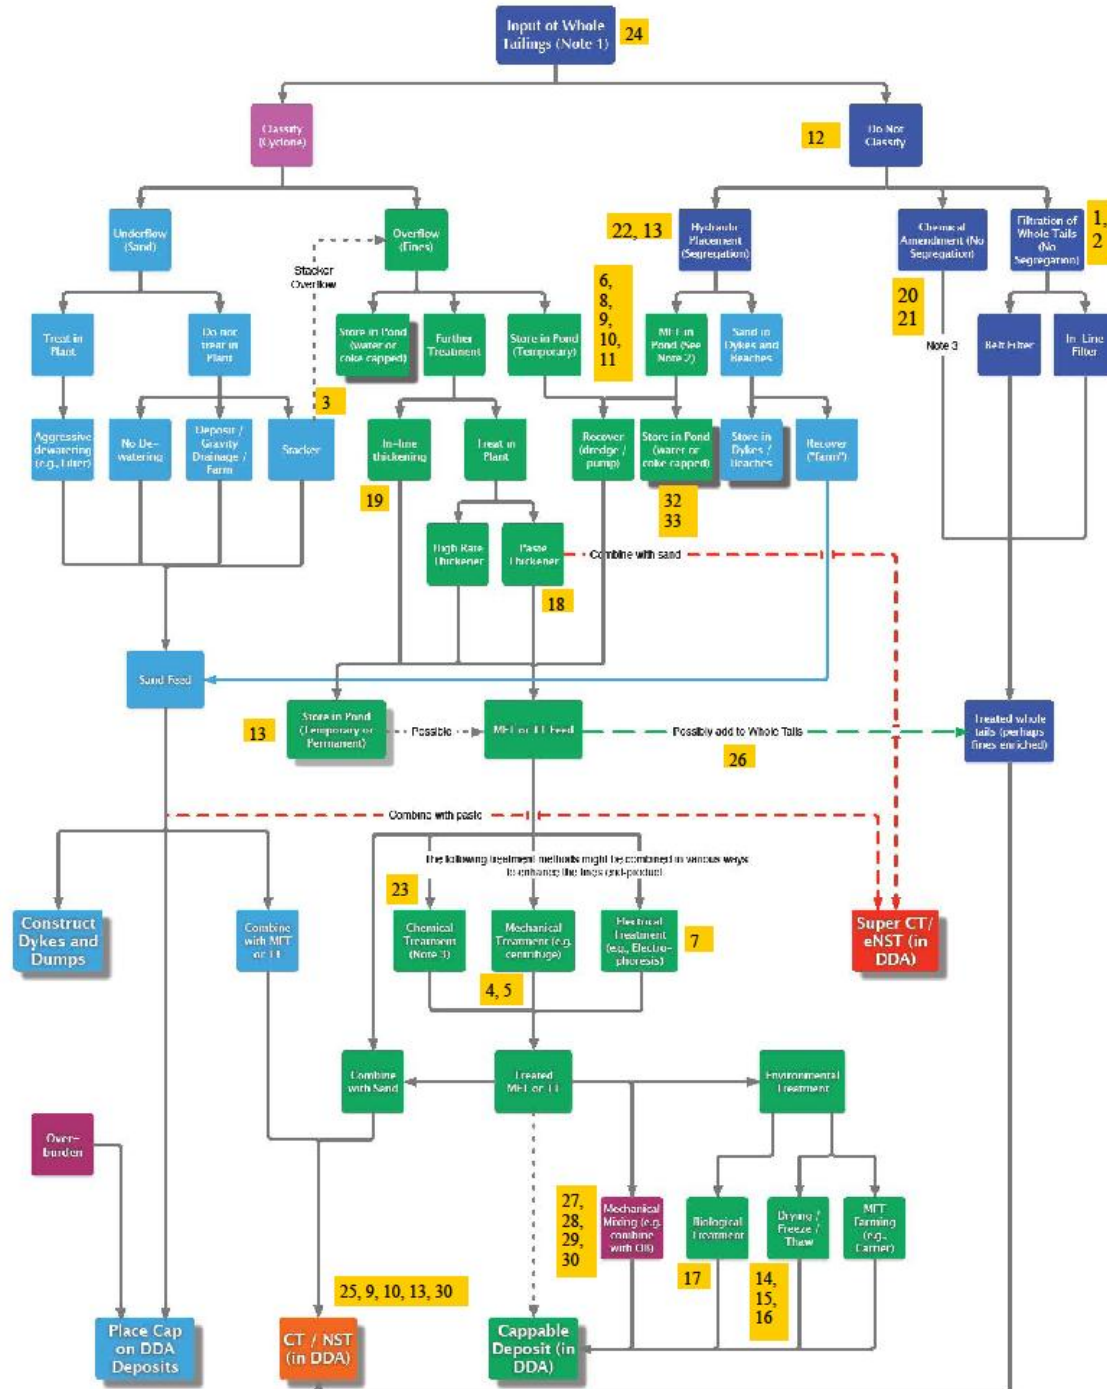 Input of Whole
Tailings (Note 1)
24
Classify
(Cyclone)
12
Do Not
Classify
Underflow
(Sand)
Overflow
(Fines)
22, 13
Hydraulic
Placement
(Segregation)
Chemical
Amendment (No
Segregation)
Filtration of
Whole Tails (No
Segregation)
1,
2
Stacker
Overflow
6,
8,
9,
10,
11
20
21
Note 3
Treat in
Plant
Do not
treat in
Plant
Store in Pond
(water or
coke capped)
Further
Treatment
Store in Pond
(Temporary)
MFT in
Pond (See
Note 2)
Sand in
Dykes and
Beaches
Belt Filter
In-Line
Filter
3
Aggressive
dewatering
(e.g., Filter)
No De-
watering
Deposit /
Gravity
Drainage /
Farm
Stacker
In-line
thickening
Treat in
Plant
Recover
(dredge /
pump)
Store in Pond
(water or
coke capped)
Store in
Dykes /
Beaches
Recover
("farm")
19
32
33
High Rate
Thickener
Paste
Thickener
Combine with sand
18
Sand Feed
13
Store in Pond
(Temporary or
Permanent)
Possible
MFT or TT Feed
Possibly add to Whole Tails
26
Treated whole
tails (perhaps
fines enriched)
Combine with paste
The following treatment methods might be combined in various ways
to enhance the fines end-product
23
Construct
Dykes and
Dumps
Combine
with MFT
or TT
Chemical
Treatment
(Note 3)
Mechanical
Treatment (e.g.
centrifuge)
Electrical
Treatment
(e.g., Electro-
phoresis)
7
Super CT/
eNST (in
DDA)
4, 5
Combine
with Sand
Treated
MFT or TT
Environmental
Treatment
Over-
burden
27,
28,
29,
30
Mechanical
Mixing (e.g.
combine
with OB)
Biological
Treatment
Drying /
Freeze /
Thaw
MFT
Farming
(e.g.,
Carrier)
17
14,
15,
16
25, 9, 10, 13, 30
Place Cap
on DDA
Deposits
CT / NST
(in DDA)
Cappable
Deposit (in
DDA)